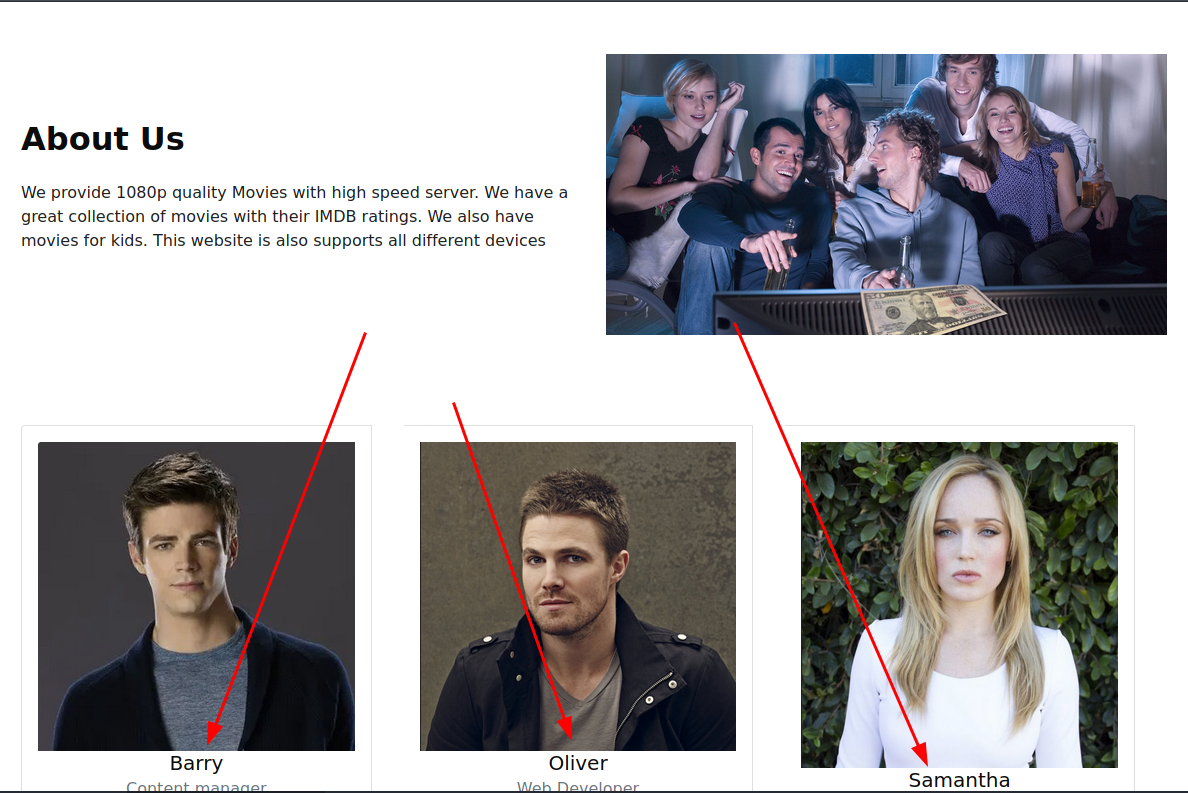 About Us
We provide 1080p quality Movies with high speed server. We have a
great collection of movies with their IMDB ratings. We also have
movies for kids. This website is also supports all different devices
Barry
Oliver
Samantha
Content manager
Web Developer